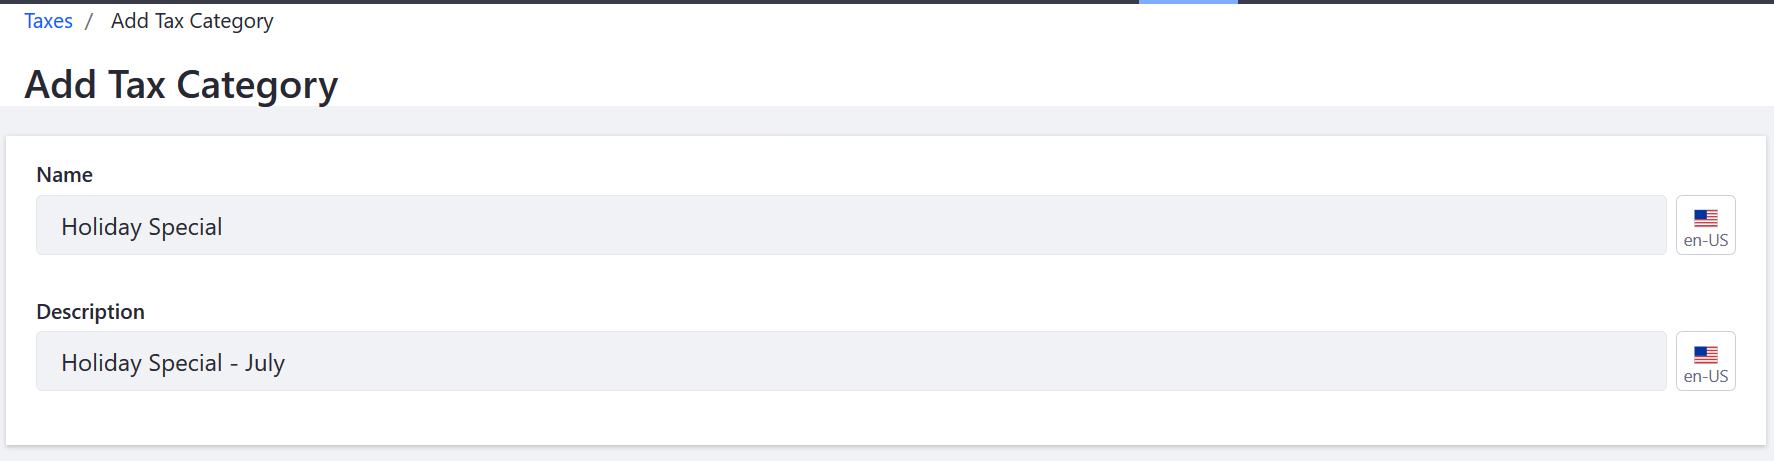 Taxes / Add Tax Category
Add Tax Category
Name
Holiday Special
en-US
Description
Holiday Special - July
en-US